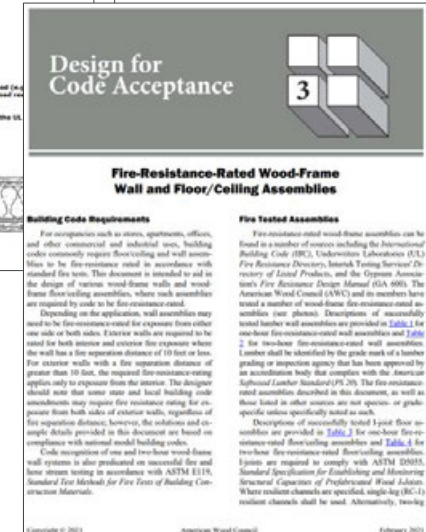 Design for
Code Acceptance
3
Fire-Resistance-Rated Wood-Frame
Wall and Floor/Ceiling Assemblies
Building Code Requirements
For occupancies such as stores, apartments, offices,
and other commercial and industrial uses, building
codes commonly require floor/ceiling and wall assem-
blies to be fire-resistance rated in accordance with
standard fire tests. This document is intended to aid in
the design of various wood-frame walls and wood-
frame floor/ceiling assemblies, where such assemblies
are required by code to be fire-resistance-rated.
Depending on the application, wall assemblies may
need to be fire-resistance-rated for exposure from either
one side or both sides. Exterior walls are required to be
rated for both interior and exterior fire exposure where
the wall has a fire separation distance of 10 feet or less.
For exterior walls with a fire separation distance of
greater than 10 feet, the required fire-resistance-rating
applies only to exposure from the interior. The designer
should note that some state and local building code
amendments may require fire resistance rating for ex-
posure from both sides of exterior walls, regardless of
fire separation distance; however, the solutions and ex-
ample details provided in this document are based on
compliance with national model building codes.
Code recognition of one and two-hour wood-frame
wall systems is also predicated on successful fire and
hose stream testing in accordance with ASTM E119,
Standard Test Methods for Fire Tests of Building Con-
struction Materials.
Fire Tested Assemblies
Fire-resistance-rated wood-frame assemblies can be
found in a number of sources including the International
Building Code (IBC), Underwriters Laboratories (UL)
Fire Resistance Directory, Intertek Testing Services' Di-
rectory of Listed Products, and the Gypsum Associa-
tion's Fire Resistance Design Manual (GA 600). The
American Wood Council (AWC) and its members have
tested a number of wood-frame fire-resistance-rated as-
semblies (see photos). Descriptions of successfully
tested lumber wall assemblies are provided in Table 1 for
one-hour fire-resistance-rated wall assemblies and Table
2 for two-hour fire-resistance-rated wall assemblies.
Lumber shall be identified by the grade mark of a lumber
grading or inspection agency that has been approved by
an accreditation body that complies with the American
Softwood Lumber Standard (PS 20). The fire-resistance-
rated assemblies described in this document, as well as
those listed in other sources are not species- or grade-
specific unless specifically noted as such.
Descriptions of successfully tested I-joist floor as-
semblies are provided in Table 3 for one-hour fire-re-
sistance-rated floor/ceiling assemblies and Table 4 for
two-hour fire-resistance-rated floor/ceiling assemblies.
I-joists are required to comply with ASTM D5055,
Standard Specification for Establishing and Monitoring
Structural Capacities of Prefabricated Wood I-Joists.
Where resilient channels are specified, single-leg (RC-1)
resilient channels shall be used. Alternatively, two-leg
Copyright © 2021
American Wood Council
February 2021
the UL